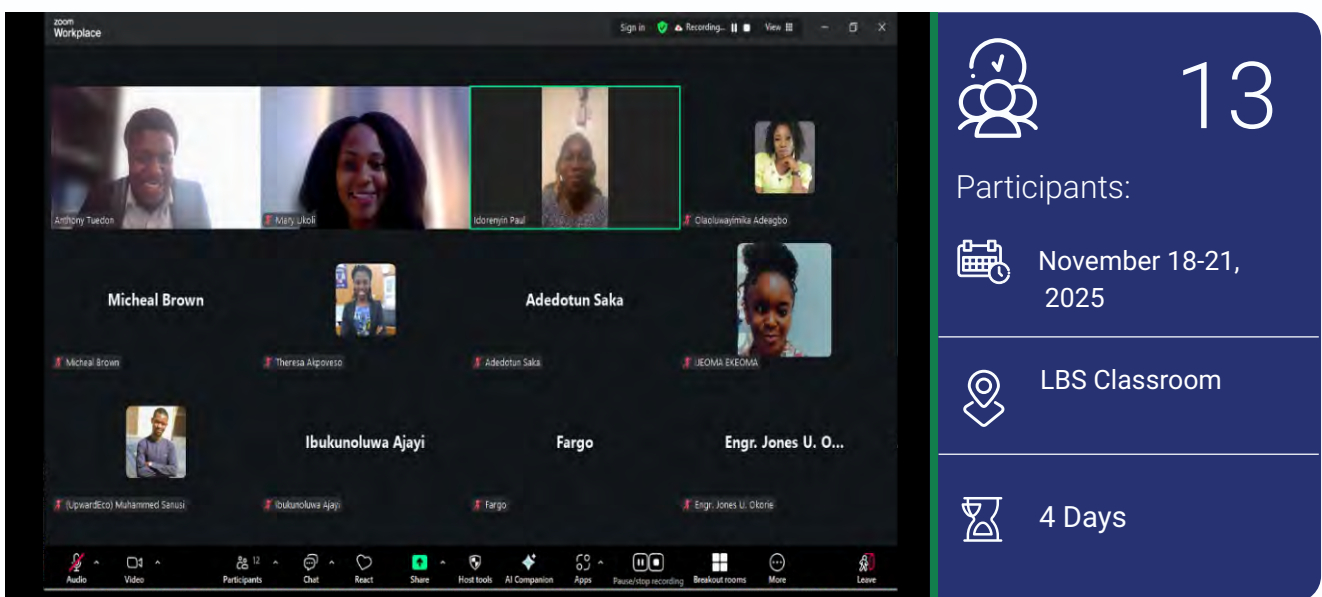 zoom
Workplace
Sign in
Recording...
View
Anthony Tuedon
Mary Ukoli
Idorenyin Paul
Olaoluwayimika Adeagbo
Micheal Brown
Adedotun Saka
Micheal Brown
Theresa Akpoveso
Adedotun Saka
IJEOMA EKEOMA
Ibukunoluwa Ajayi
Fargo
Engr. Jones U. O...
(UpwardEco) Muhammed Sanusi
Ibukunoluwa Ajayi
Fargo
Engr. Jones U. Okorie
12
Audio
Video
Participants
Chat
React
Share
Host tools
AI Companion
Apps
Pause/stop recording
Breakout rooms
More
Leave
13
Participants:
November 18-21,
2025
LBS Classroom
4 Days